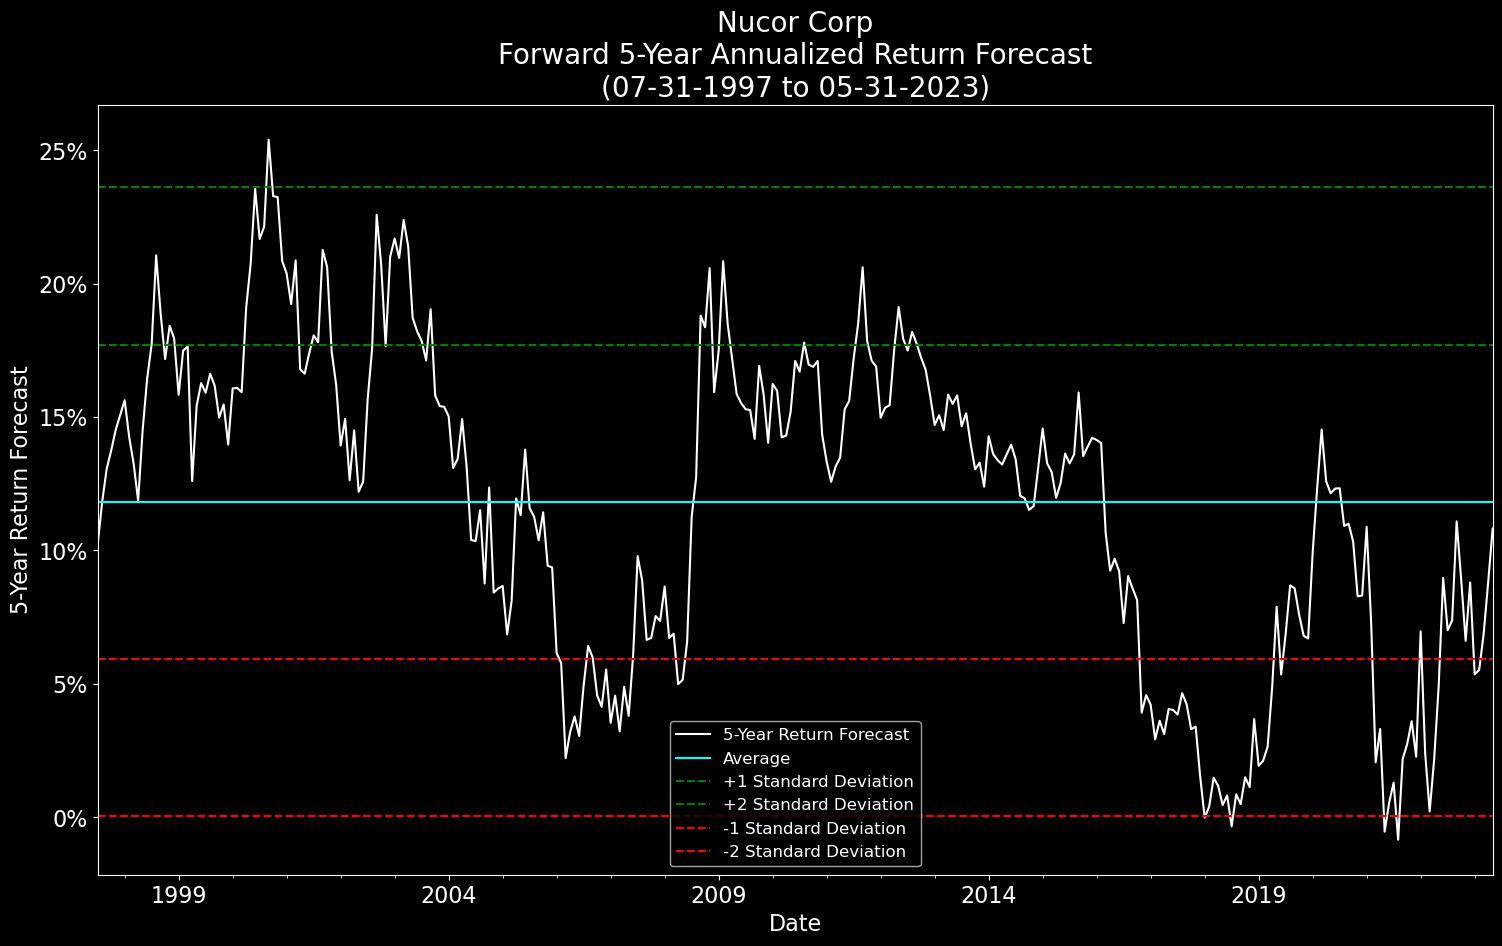 Nucor Corp
Forward 5-Year Annualized Return Forecast
(07-31-1997 to 05-31-2023)
5-Year Return Forecast
25%
20%
15%
10%
5%
0%
5-Year Return Forecast
Average
+1 Standard Deviation
+2 Standard Deviation
-1 Standard Deviation
-2 Standard Deviation
1999 2004 2009 2014 2019
Date